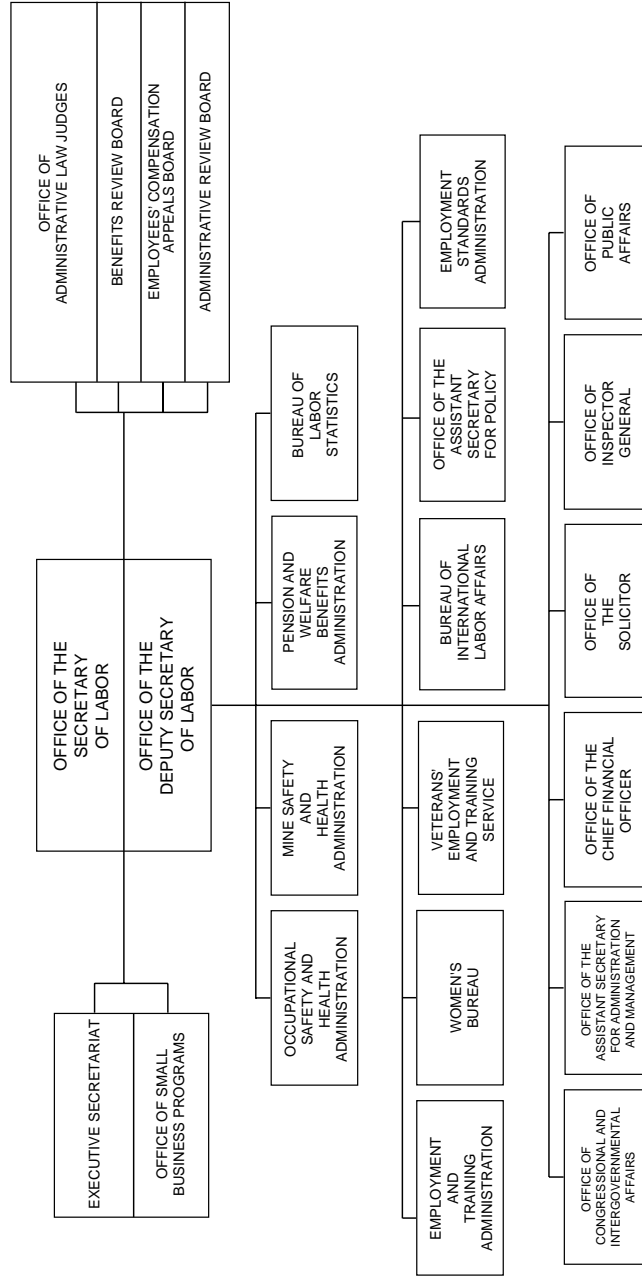 OFFICE OF THE
SECRETARY
OF LABOR
OFFICE OF THE
DEPUTY SECRETARY
OF LABOR
EXECUTIVE SECRETARIAT
OFFICE OF SMALL
BUSINESS PROGRAMS
OFFICE OF
ADMINISTRATIVE LAW JUDGES
BENEFITS REVIEW BOARD
EMPLOYEES' COMPENSATION
APPEALS BOARD
ADMINISTRATIVE REVIEW BOARD
OCCUPATIONAL
SAFETY AND
HEALTH
ADMINISTRATION
MINE SAFETY
AND
HEALTH
ADMINISTRATION
PENSION AND
WELFARE
BENEFITS
ADMINISTRATION
BUREAU OF
LABOR
STATISTICS
EMPLOYMENT
AND
TRAINING
ADMINISTRATION
WOMEN'S
BUREAU
VETERANS'
EMPLOYMENT
AND TRAINING
SERVICE
BUREAU OF
INTERNATIONAL
LABOR AFFAIRS
OFFICE OF THE
ASSISTANT
SECRETARY
FOR POLICY
EMPLOYMENT
STANDARDS
ADMINISTRATION
OFFICE OF
CONGRESSIONAL AND
INTERGOVERNMENTAL
AFFAIRS
OFFICE OF THE
ASSISTANT SECRETARY
FOR ADMINISTRATION
AND MANAGEMENT
OFFICE OF THE
CHIEF FINANCIAL
OFFICER
OFFICE OF
THE
SOLICITOR
OFFICE OF
INSPECTOR
GENERAL
OFFICE OF
PUBLIC
AFFAIRS